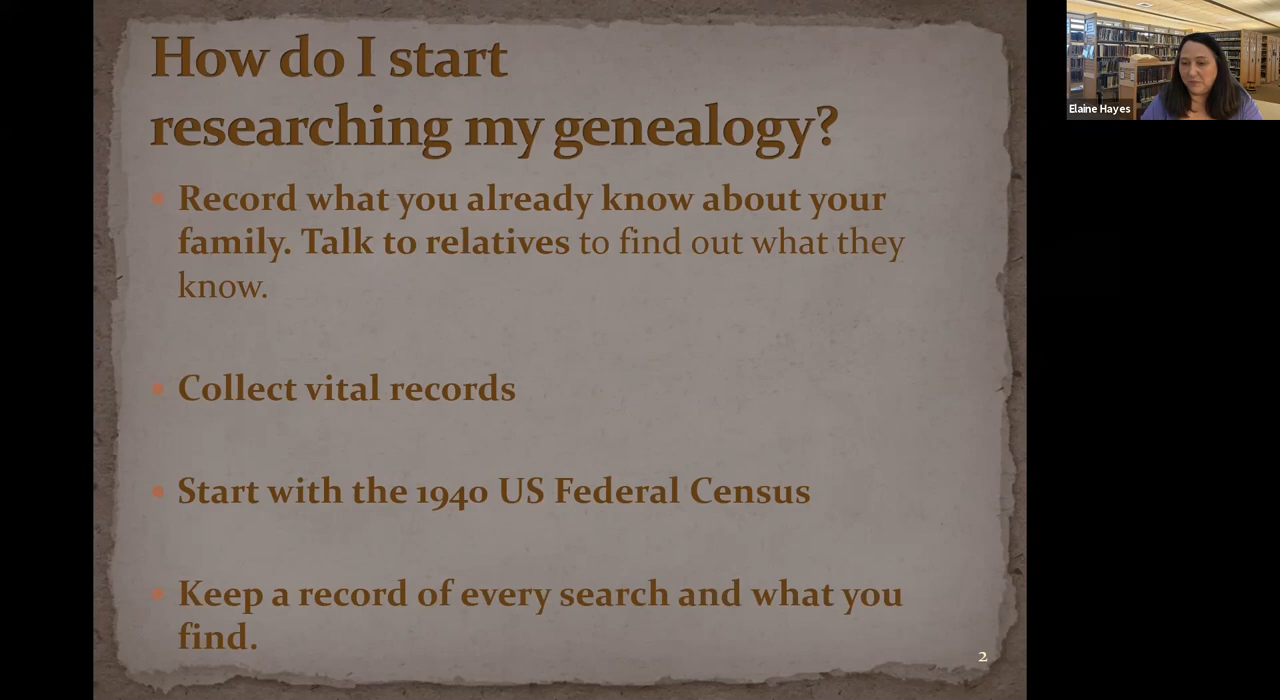 How do I start
researching my genealogy?
Record what you already know about your
family. Talk to relatives to find out what they
know.
Collect vital records
Start with the 1940 US Federal Census
Keep a record of every search and what you
find.
2
Elaine Hayes